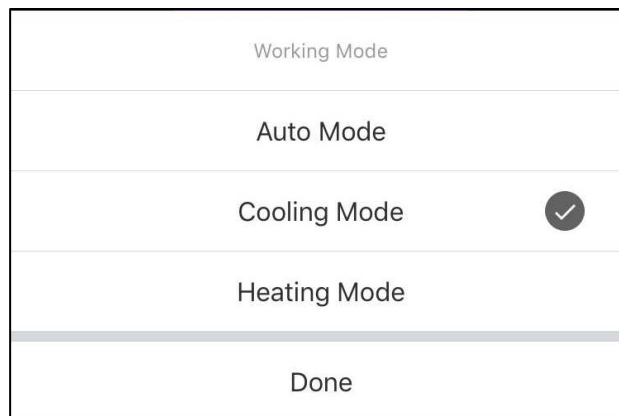 Working Mode
Auto Mode
Cooling Mode
Heating Mode
Done